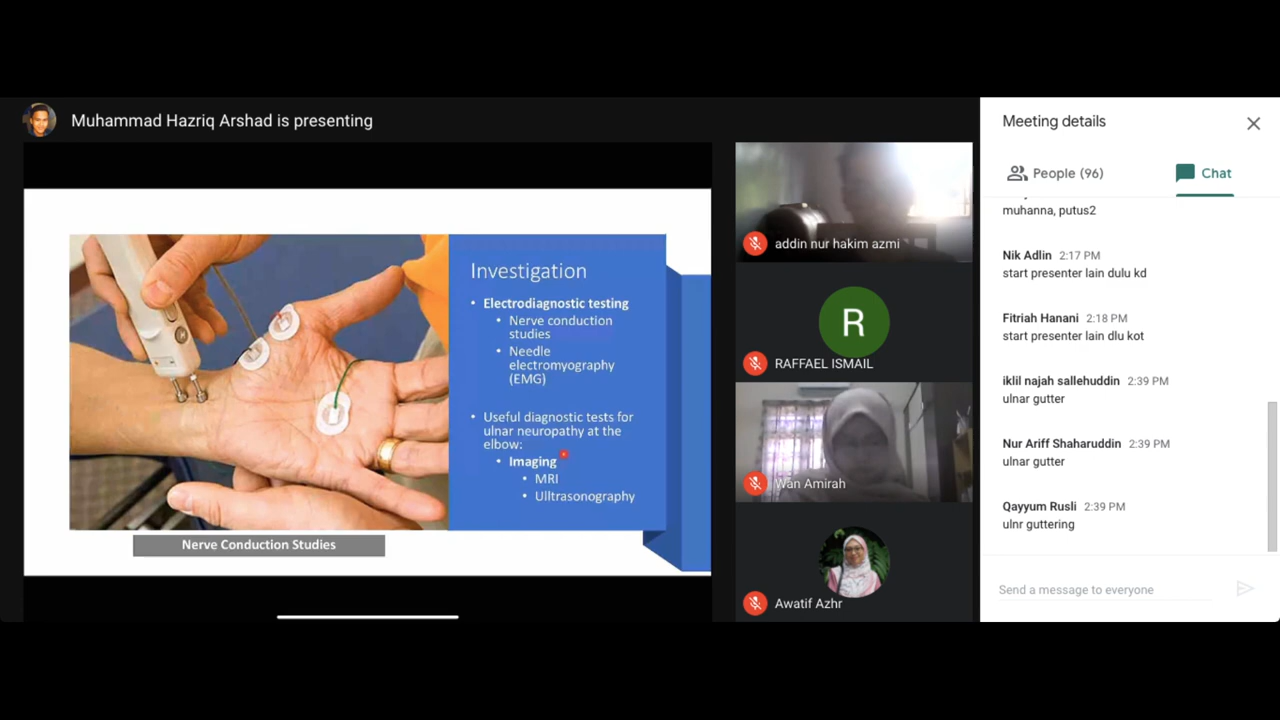 Muhammad Hazriq Arshad is presenting
Investigation
• Electrodiagnostic testing
• Nerve conduction
studies
• Needle
electromyography
(EMG)
• Useful diagnostic tests for
ulnar neuropathy at the
elbow:
• Imaging
• MRI
• Ulltrasonography
Nerve Conduction Studies
addin nur hakim azmi
R
RAFFAEL ISMAIL
Wan Amirah
Awatif Azhr
Meeting details
People (96)
Chat
muhanna, putus2
Nik Adlin 2:17 PM
start presenter lain dulu kd
Fitriah Hanani 2:18 PM
start presenter lain dlu kot
iklil najah sallehuddin 2:39 PM
ulnar gutter
Nur Ariff Shaharuddin 2:39 PM
ulnar gutter
Qayyum Rusli 2:39 PM
ulnr guttering
Send a message to everyone